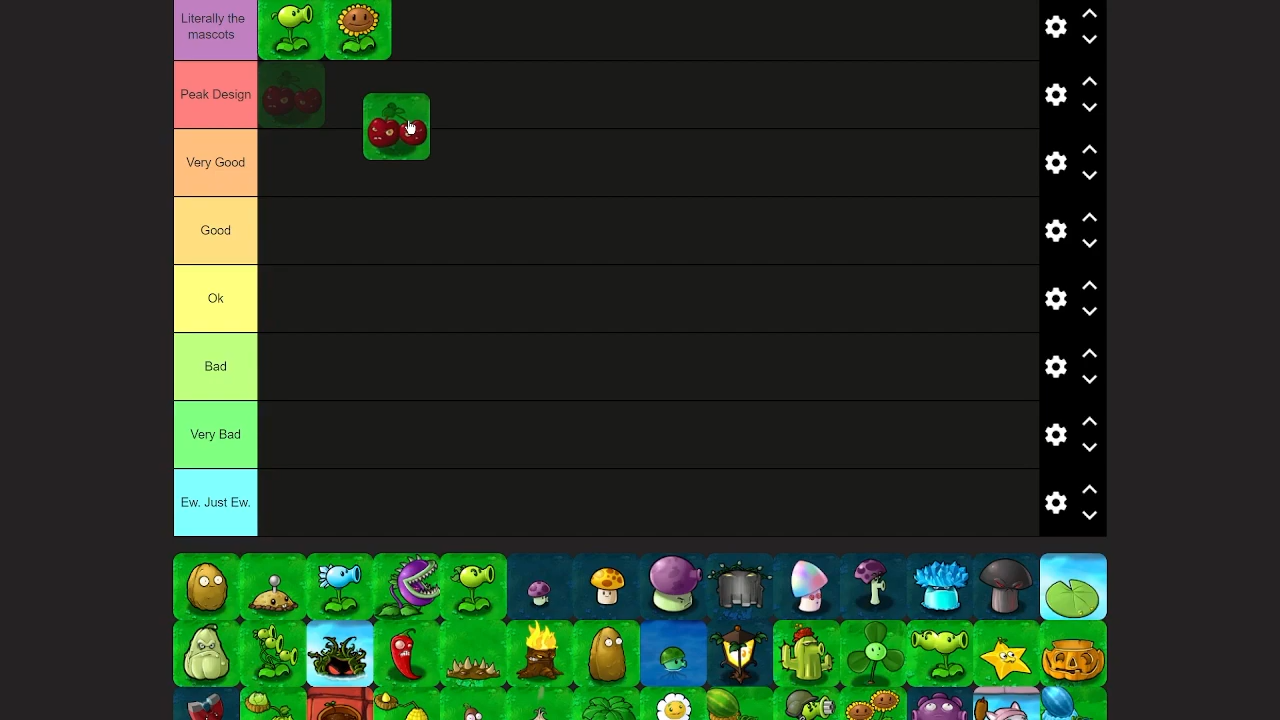 Literally the
mascots
Peak Design
Very Good
Good
Ok
Bad
Very Bad
Ew. Just Ew.